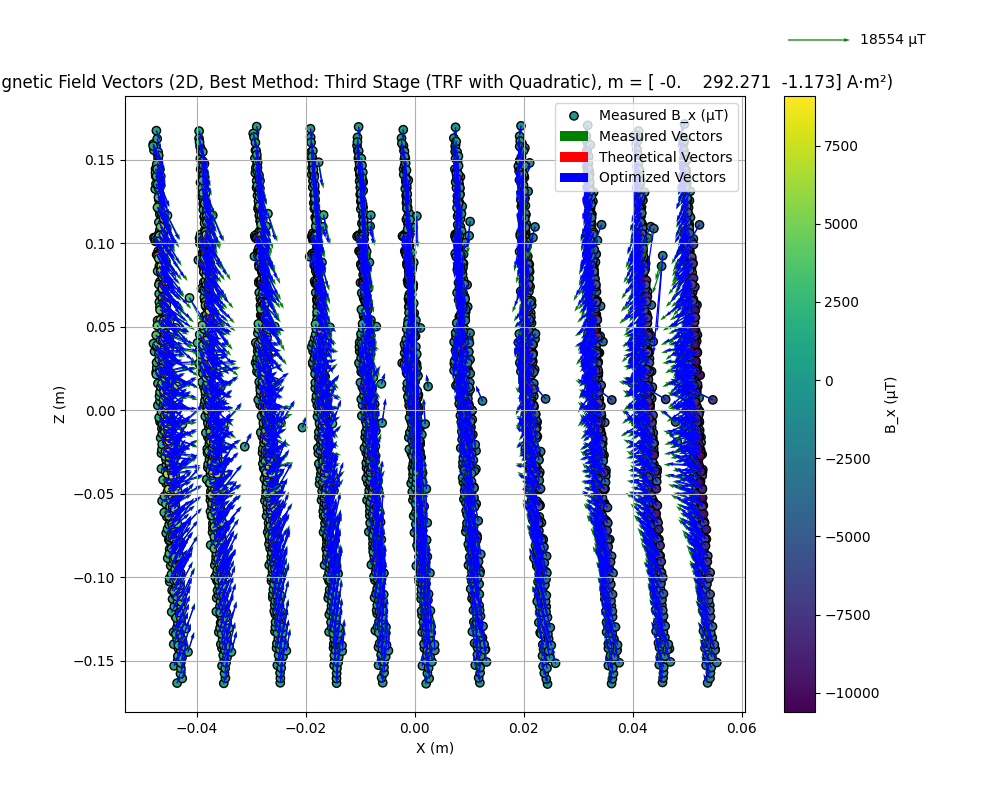 18554 µT
gnetic Field Vectors (2D, Best Method: Third Stage (TRF with Quadratic), m = [ -0. 292.271 -1.173] A·m²)
Measured B_x (µT)
Measured Vectors
Theoretical Vectors
Optimized Vectors
0.15
0.10
0.05
0.00
−0.05
−0.10
−0.15
Z (m)
−0.04
−0.02
0.00
0.02
0.04
0.06
X (m)
7500
5000
2500
0
−2500
−5000
−7500
−10000
B_x (µT)